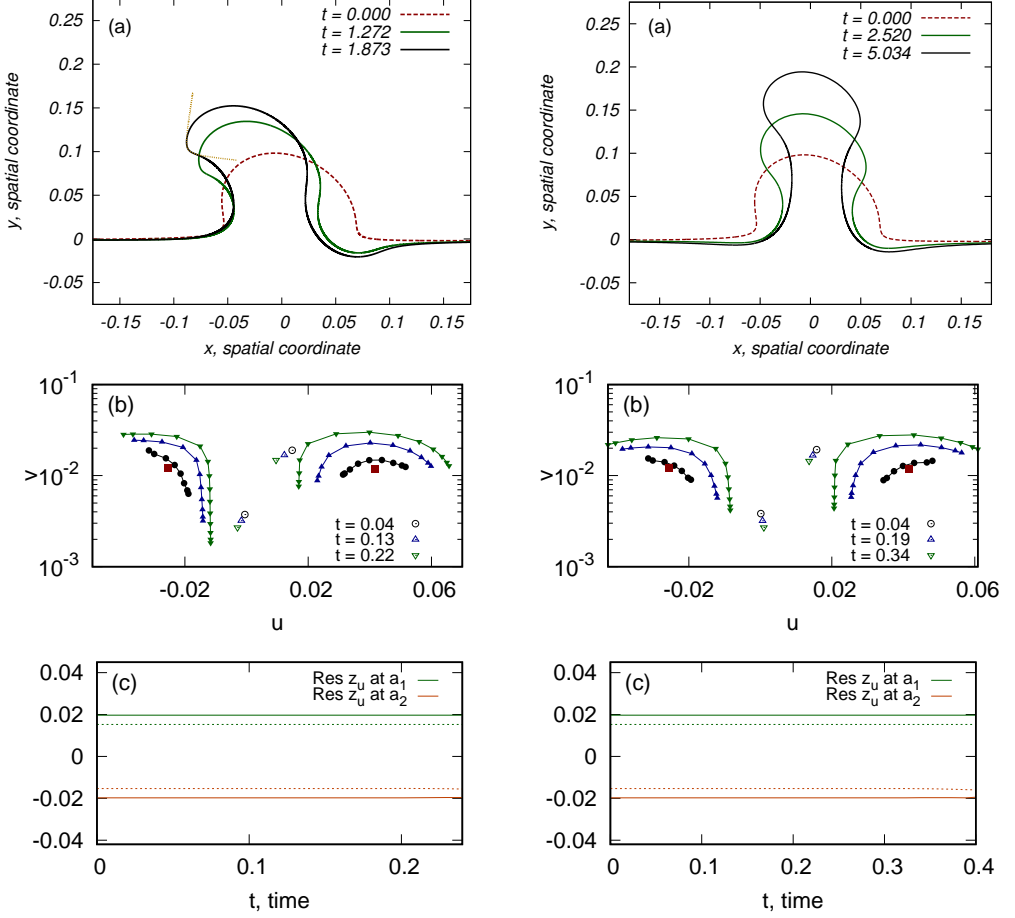 (a)
t = 0.000
t = 1.272
t = 1.873
0.25
0.2
0.15
0.1
0.05
0
-0.05
y, spatial coordinate
-0.15 -0.1 -0.05 0 0.05 0.1 0.15
x, spatial coordinate
(a)
t = 0.000
t = 2.520
t = 5.034
0.25
0.2
0.15
0.1
0.05
0
-0.05
y, spatial coordinate
-0.15 -0.1 -0.05 0 0.05 0.1 0.15
x, spatial coordinate
(b)
10⁻¹
10⁻²
10⁻³
v
t = 0.04
t = 0.13
t = 0.22
-0.02 0.02 0.06
u
(b)
10⁻¹
10⁻²
10⁻³
v
t = 0.04
t = 0.19
t = 0.34
-0.02 0.02 0.06
u
(c)
Res z_u at a₁
Res z_u at a₂
0.04
0.02
0
-0.02
-0.04
0 0.1 0.2
t, time
(c)
Res z_u at a₁
Res z_u at a₂
0.04
0.02
0
-0.02
-0.04
0 0.1 0.2 0.3 0.4
t, time